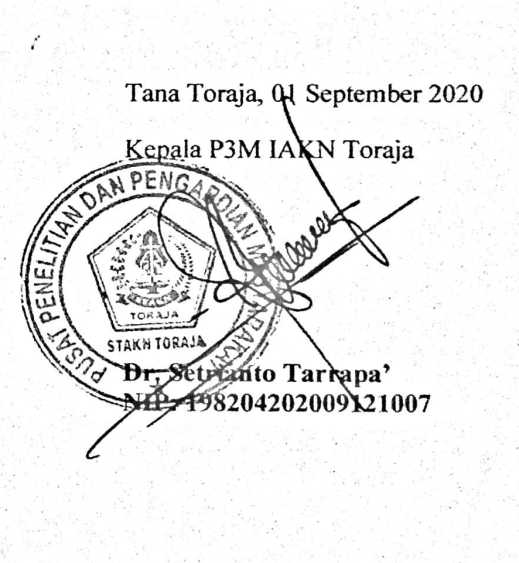 Tana Toraja, 01 September 2020
Kepala P3M IAKN Toraja
PUSAT PENELITIAN DAN PENGABDIAN
TORAJA
STAKN TORAJA
Dr, Setrianto Tarrapa’
NIP. 198204202009121007